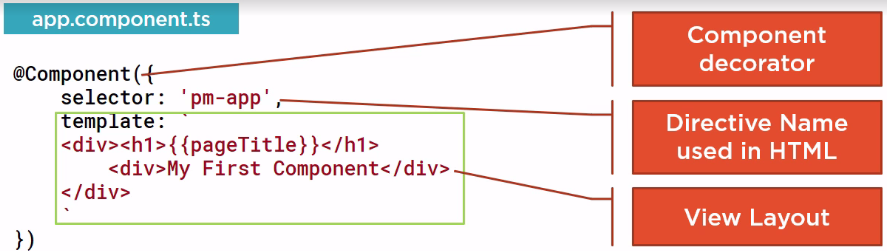 app.component.ts
@Component({
    selector: 'pm-app',
    template: `
    <div><h1>{{pageTitle}}</h1>
        <div>My First Component</div>
    </div>
    `
})
Component
decorator
Directive Name
used in HTML
View Layout